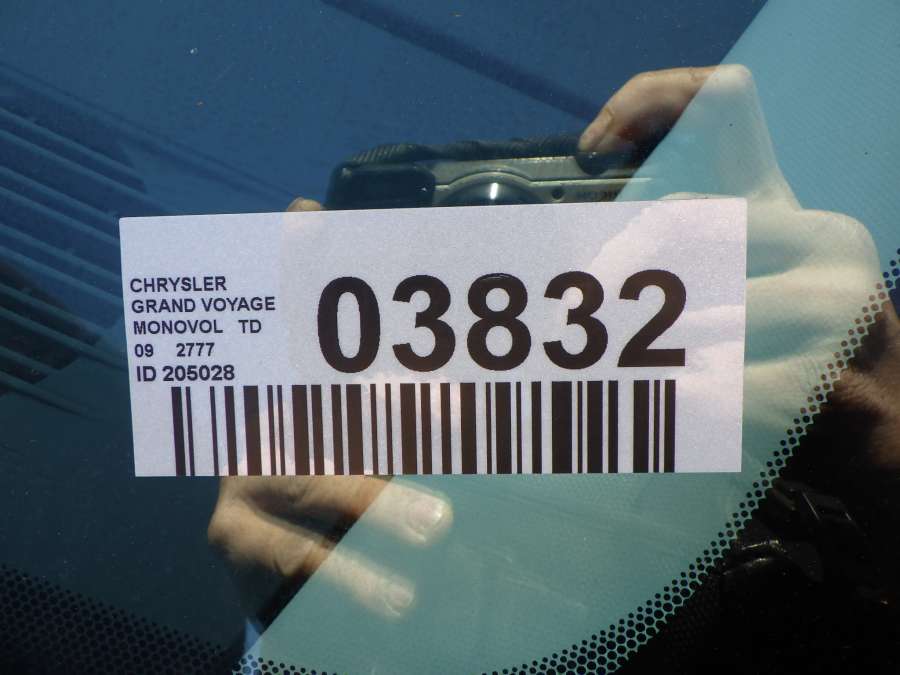 CHRYSLER
GRAND VOYAGE
MONOVOL TD
09 2777
ID 205028
03832